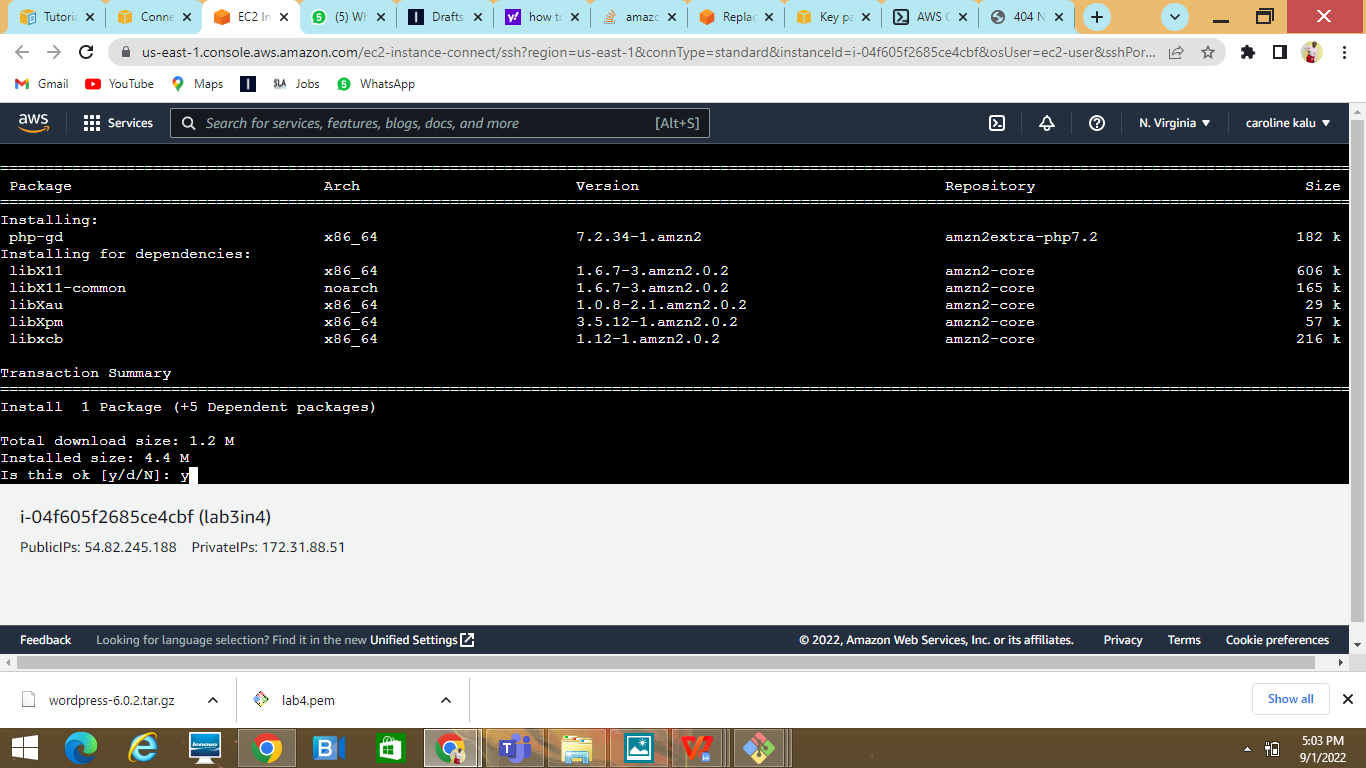 Tutoria
Conne
EC2 In
(5) Wh
Drafts
how to
amazo
Replac
Key pa
AWS C
404 N
us-east-1.console.aws.amazon.com/ec2-instance-connect/ssh?region=us-east-1&connType=standard&instanceId=i-04f605f2685ce4cbf&osUser=ec2-user&sshPor...
Gmail YouTube Maps SLA Jobs WhatsApp
aws Services Search for services, features, blogs, docs, and more [Alt+S] N. Virginia caroline kalu
================================================================================
Package Arch Version Repository Size
================================================================================
Installing:
php-gd x86_64 7.2.34-1.amzn2 amzn2extra-php7.2 182 k
Installing for dependencies:
libX11 x86_64 1.6.7-3.amzn2.0.2 amzn2-core 606 k
libX11-common noarch 1.6.7-3.amzn2.0.2 amzn2-core 165 k
libXau x86_64 1.0.8-2.1.amzn2.0.2 amzn2-core 29 k
libXpm x86_64 3.5.12-1.amzn2.0.2 amzn2-core 57 k
libxcb x86_64 1.12-1.amzn2.0.2 amzn2-core 216 k
Transaction Summary
================================================================================
Install 1 Package (+5 Dependent packages)
Total download size: 1.2 M
Installed size: 4.4 M
Is this ok [y/d/N]: y
i-04f605f2685ce4cbf (lab3in4)
PublicIPs: 54.82.245.188 PrivateIPs: 172.31.88.51
Feedback Looking for language selection? Find it in the new Unified Settings © 2022, Amazon Web Services, Inc. or its affiliates. Privacy Terms Cookie preferences
wordpress-6.0.2.tar.gz lab4.pem Show all
lenovo
5:03 PM
9/1/2022